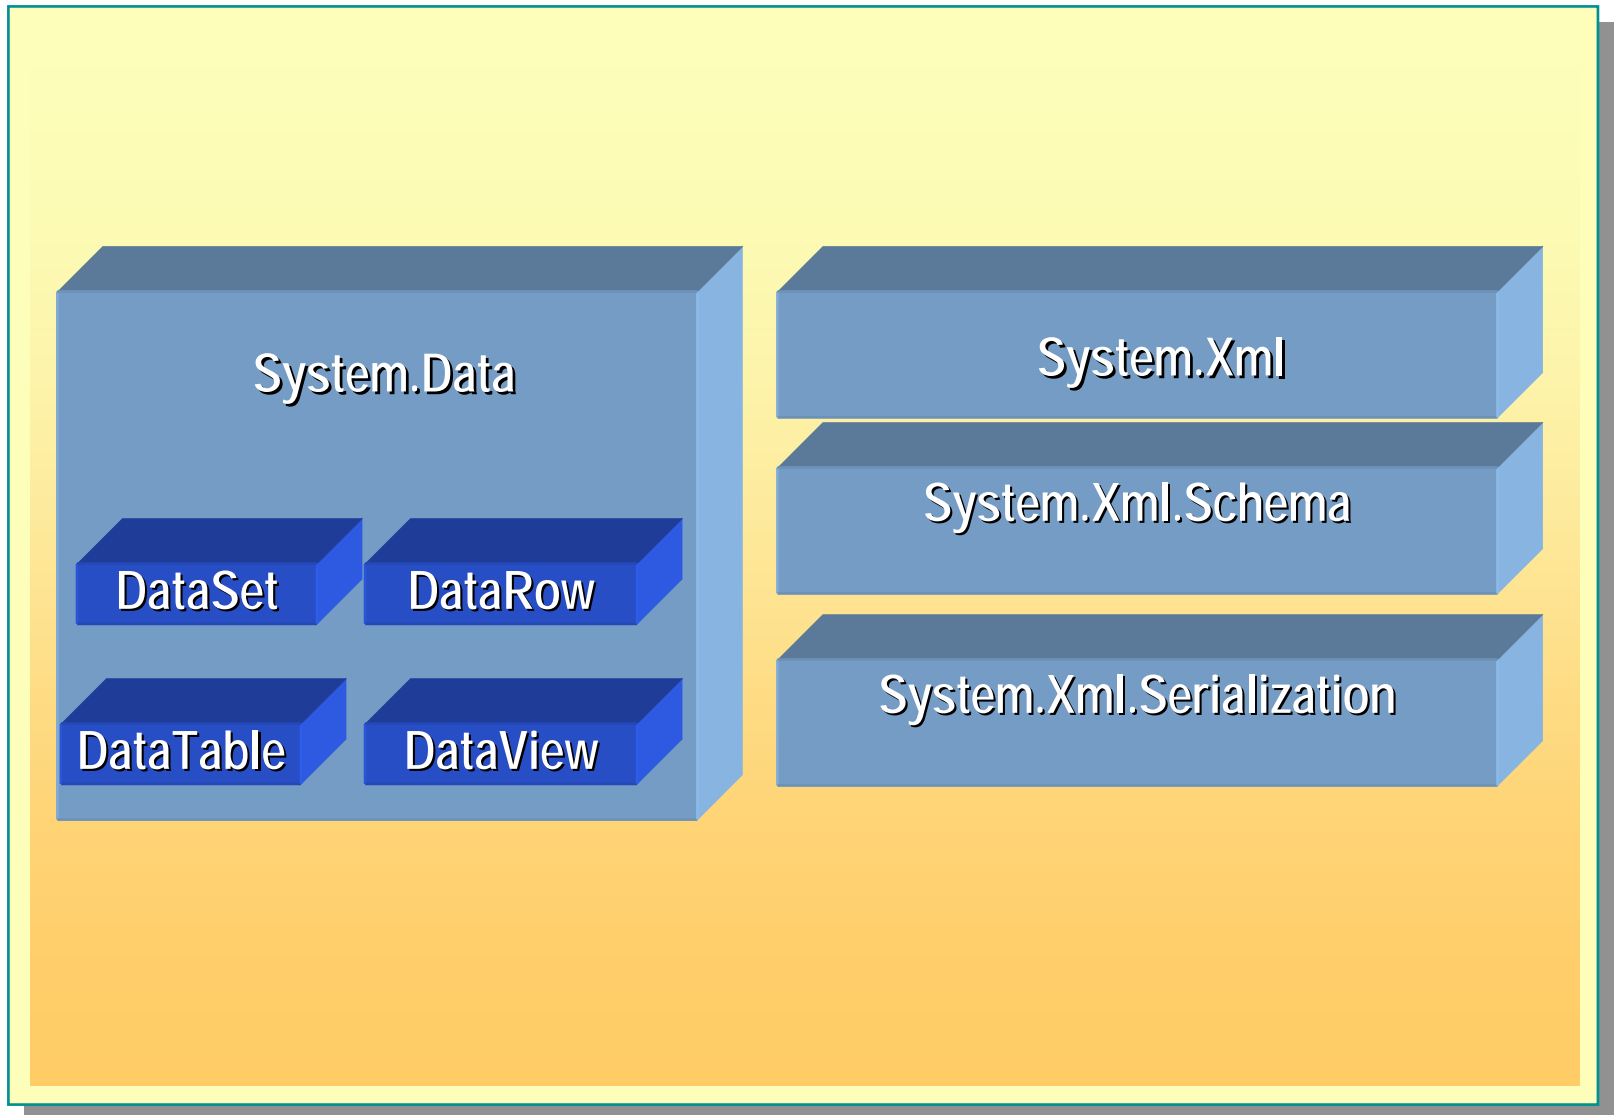 System.Data
DataSet
DataRow
DataTable
DataView
System.Xml
System.Xml.Schema
System.Xml.Serialization